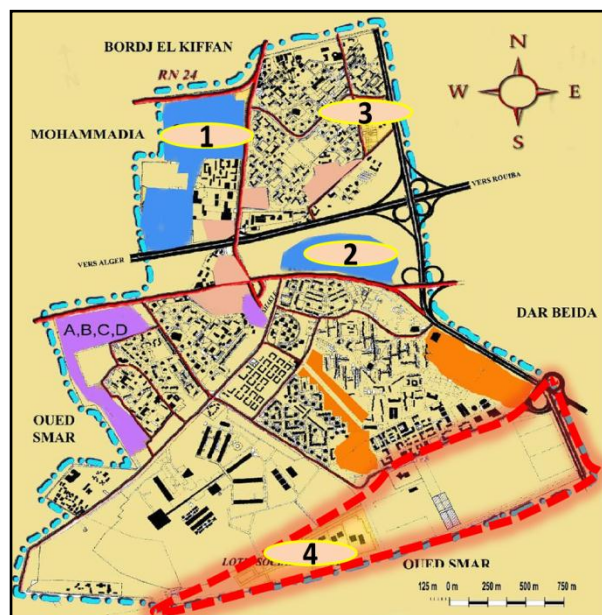 BORDJ EL KIFFAN
RN 24
N
W E
S
MOHAMMADIA
1
3
VERS ROUIBA
VERS ALGER
2
A,B,C,D
DAR BEIDA
OUED
SMAR
4
OUED SMAR
125 m 0 m 250 m 500 m 750 m